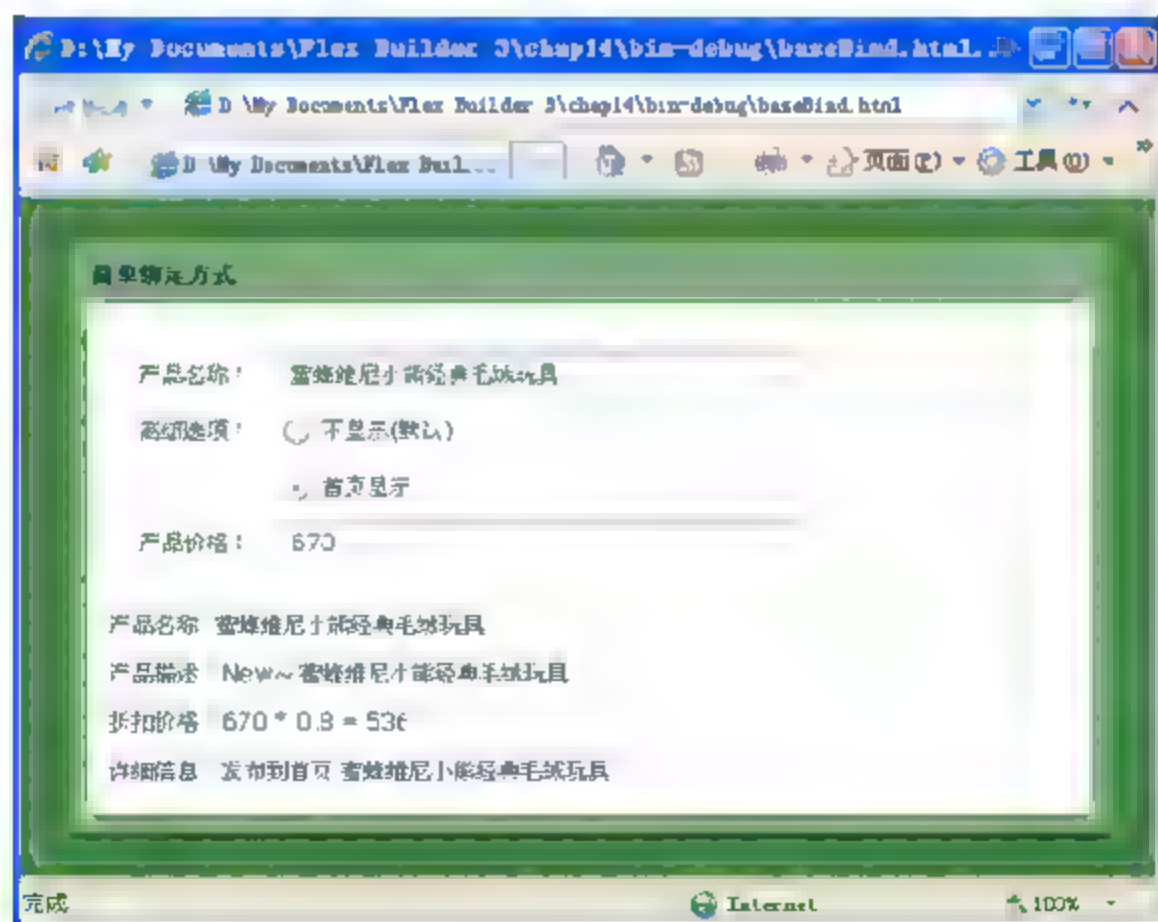 D:\My Documents\Flex Builder 3\chap14\bin-debug\baseBind.html...
D:\My Documents\Flex Builder 3\chap14\bin-debug\baseBind.html
D:\My Documents\Flex Buil...
页面(P)
工具(O)
简单绑定方式
产品名称: 蜜蜂维尼小熊经典毛绒玩具
高级选项: 不显示(默认)
首页显示
产品价格: 670
产品名称 蜜蜂维尼小熊经典毛绒玩具
产品描述 New~ 蜜蜂维尼小熊经典毛绒玩具
折扣价格 670 * 0.8 = 536
详细信息 发布到首页 蜜蜂维尼小熊经典毛绒玩具
完成
Internet
100%